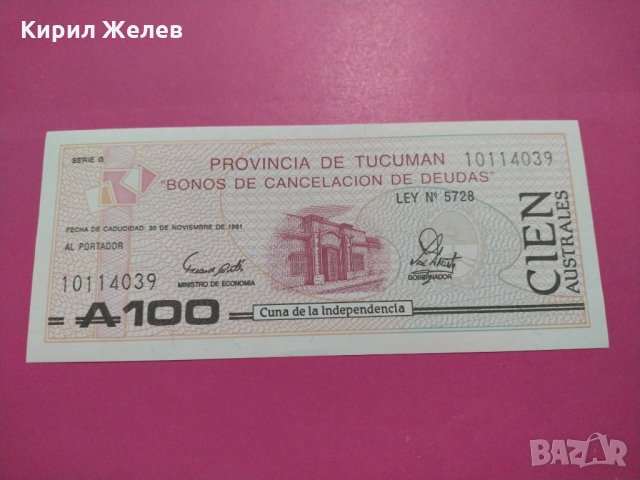 Кирил Желев
SERIE G
PROVINCIA DE TUCUMAN 10114039
"BONOS DE CANCELACION DE DEUDAS"
LEY Nº 5728
FECHA DE CADUCIDAD 30 DE NOVIEMBRE DE 1991
AL PORTADOR
10114039
MINISTRO DE ECONOMIA
GOBERNADOR
CIEN
AUSTRALES
A100
Cuna de la Independencia
BAZAR